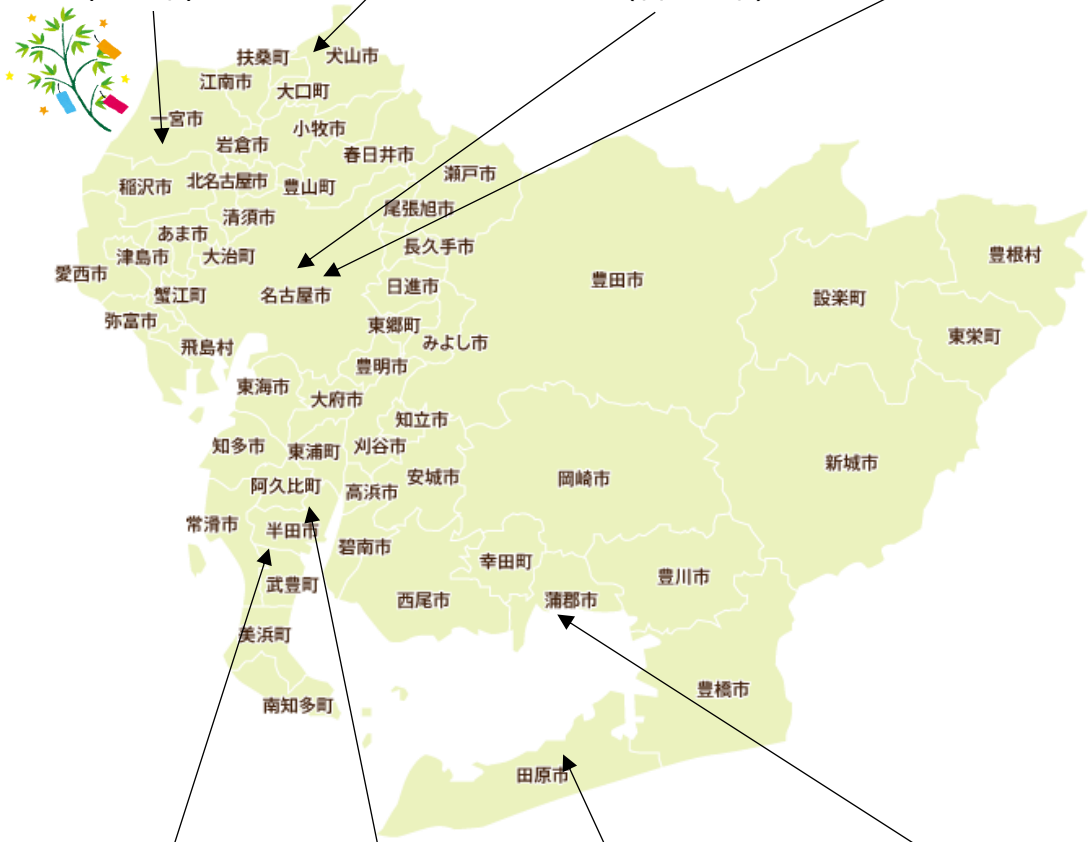 扶桑町
犬山市
江南市
大口町
一宮市
小牧市
岩倉市
春日井市
瀬戸市
稲沢市
北名古屋市
豊山町
尾張旭市
清須市
あま市
長久手市
津島市
大治町
豊根村
愛西市
日進市
豊田市
蟹江町
名古屋市
設楽町
弥富市
東郷町
東栄町
みよし市
飛島村
豊明市
東海市
大府市
知立市
知多市
東浦町
刈谷市
新城市
安城市
岡崎市
阿久比町
高浜市
常滑市
半田市
碧南市
幸田町
豊川市
武豊町
西尾市
蒲郡市
美浜町
豊橋市
南知多町
田原市